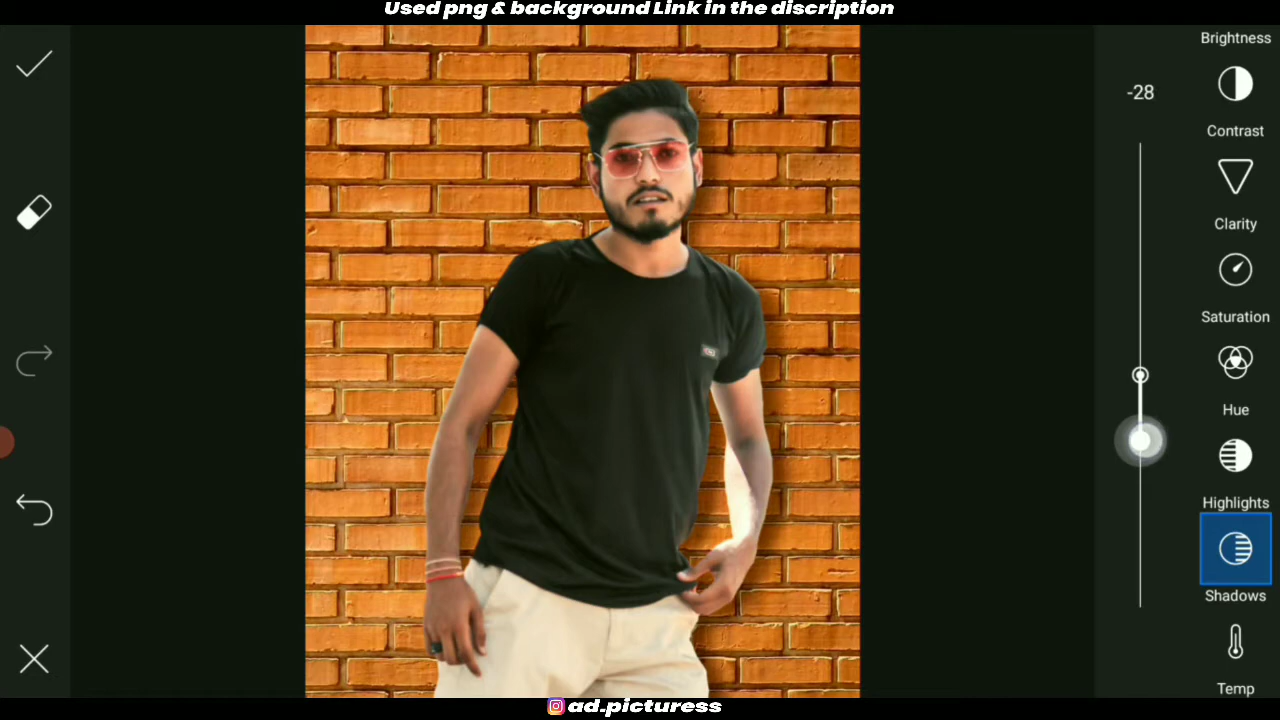 Used png & background Link in the discription
Brightness
-28
Contrast
Clarity
Saturation
Hue
Highlights
Shadows
Temp
ad.picturess